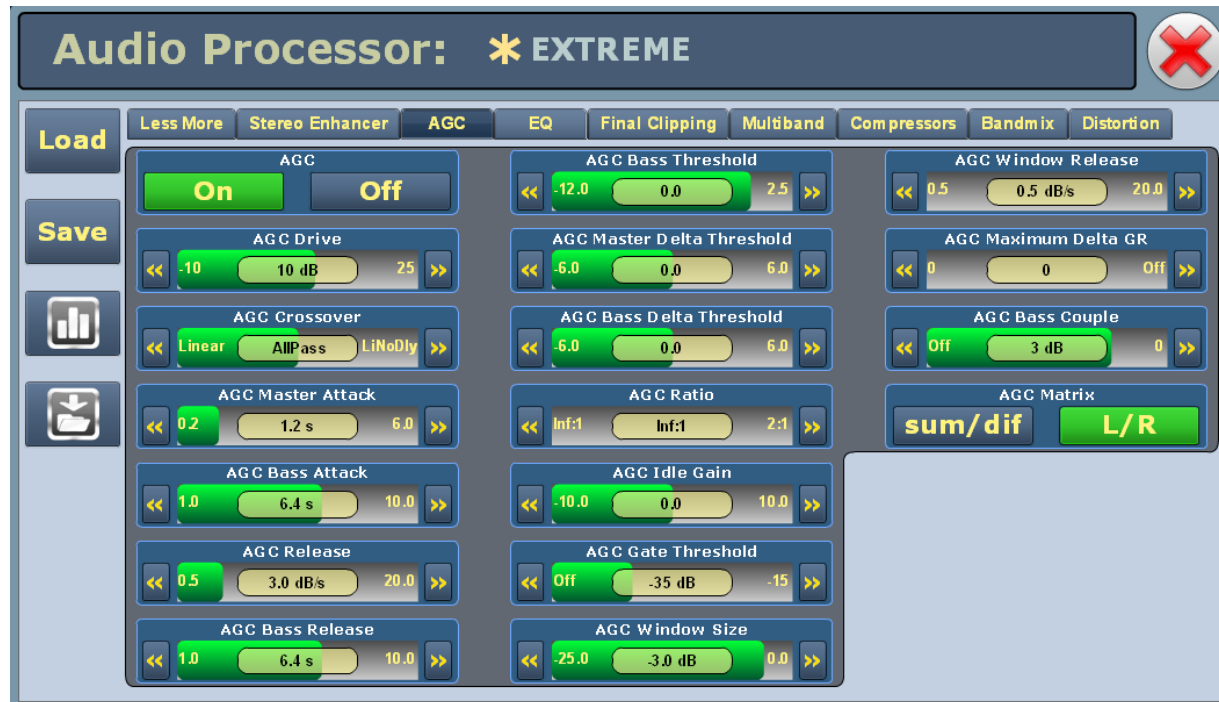 Audio Processor: * EXTREME
Load
Save
Less More Stereo Enhancer AGC EQ Final Clipping Multiband Compressors Bandmix Distortion
AGC
On Off
AGC Drive
<< -10 10 dB 25 >>
AGC Crossover
<< Linear AllPass LiNoDly >>
AGC Master Attack
<< 0.2 1.2 s 6.0 >>
AGC Bass Attack
<< 1.0 6.4 s 10.0 >>
AGC Release
<< 0.5 3.0 dB/s 20.0 >>
AGC Bass Release
<< 1.0 6.4 s 10.0 >>
AGC Bass Threshold
<< -12.0 0.0 2.5 >>
AGC Master Delta Threshold
<< -6.0 0.0 6.0 >>
AGC Bass Delta Threshold
<< -6.0 0.0 6.0 >>
AGC Ratio
<< Inf:1 Inf:1 2:1 >>
AGC Idle Gain
<< -10.0 0.0 10.0 >>
AGC Gate Threshold
<< Off -35 dB -15 >>
AGC Window Size
<< -25.0 -3.0 dB 0.0 >>
AGC Window Release
<< 0.5 0.5 dB/s 20.0 >>
AGC Maximum Delta GR
<< 0 0 Off >>
AGC Bass Couple
<< Off 3 dB 0 >>
AGC Matrix
sum/dif L/R